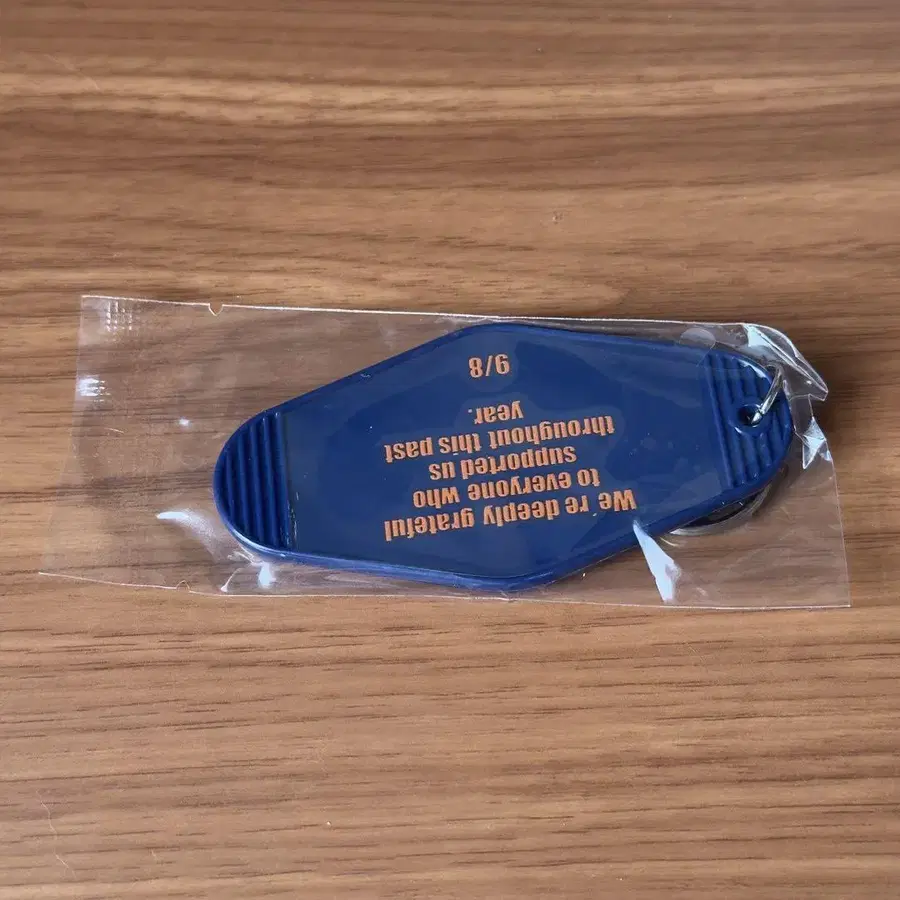 We're deeply grateful
to everyone who
supported us
throughout this past
year.
9/8